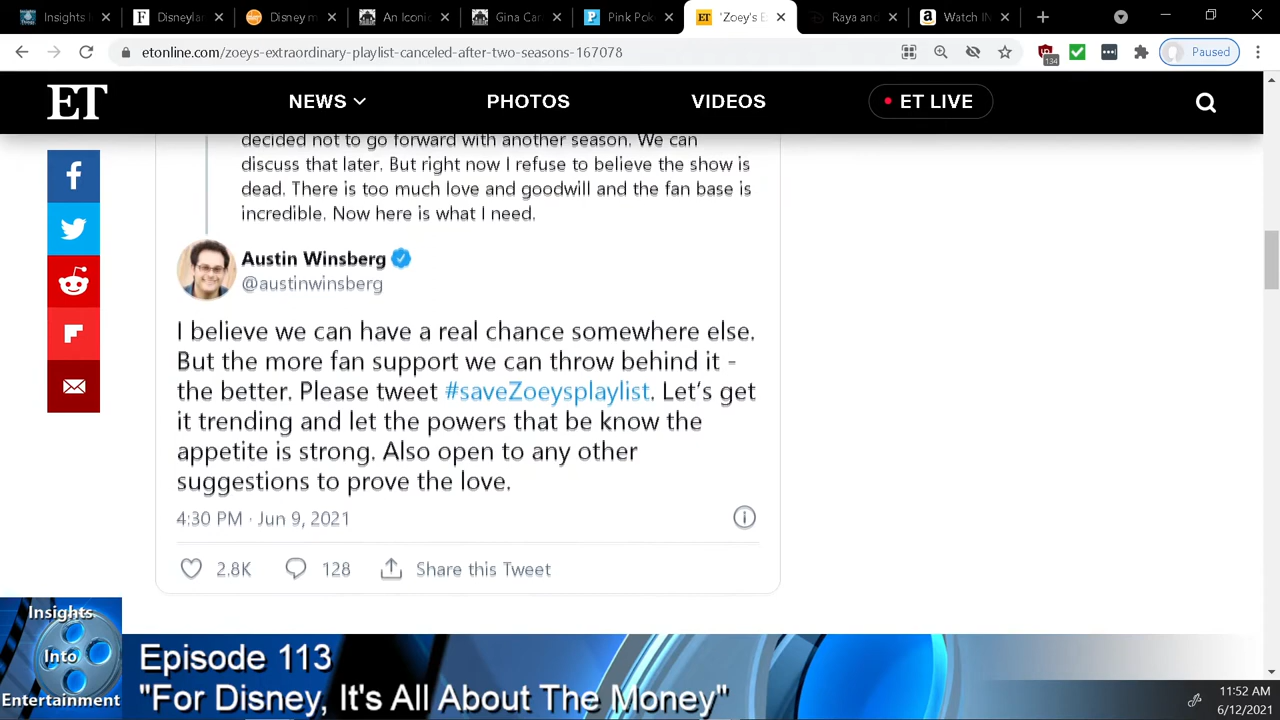 Insights I
Disneylar
Disney m
An Iconic
Gina Car
Pink Pok
'Zoey's E
Raya and
Watch IN
etonline.com/zoeys-extraordinary-playlist-canceled-after-two-seasons-167078
134
Paused
ET
NEWS
PHOTOS
VIDEOS
ET LIVE
decided not to go forward with another season. We can
discuss that later. But right now I refuse to believe the show is
dead. There is too much love and goodwill and the fan base is
incredible. Now here is what I need.
Austin Winsberg
@austinwinsberg
I believe we can have a real chance somewhere else.
But the more fan support we can throw behind it -
the better. Please tweet #saveZoeysplaylist. Let's get
it trending and let the powers that be know the
appetite is strong. Also open to any other
suggestions to prove the love.
4:30 PM · Jun 9, 2021
2.8K 128 Share this Tweet
Insights
Into
Entertainment
Episode 113
"For Disney, It's All About The Money"
11:52 AM
6/12/2021